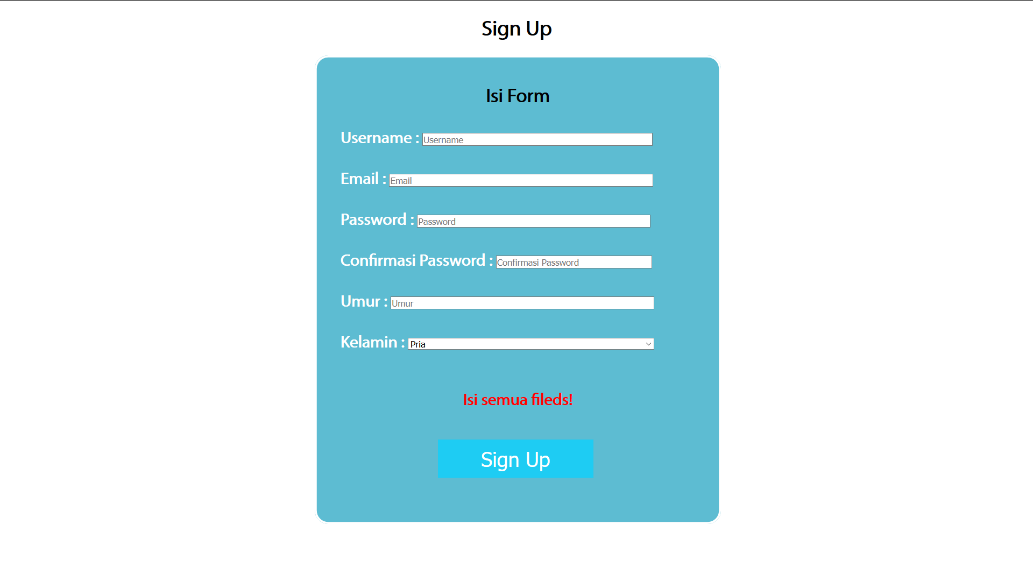 Sign Up
Isi Form
Username : Username
Email : Email
Password : Password
Confirmasi Password : Confirmasi Password
Umur : Umur
Kelamin : Pria
Isi semua fileds!
Sign Up